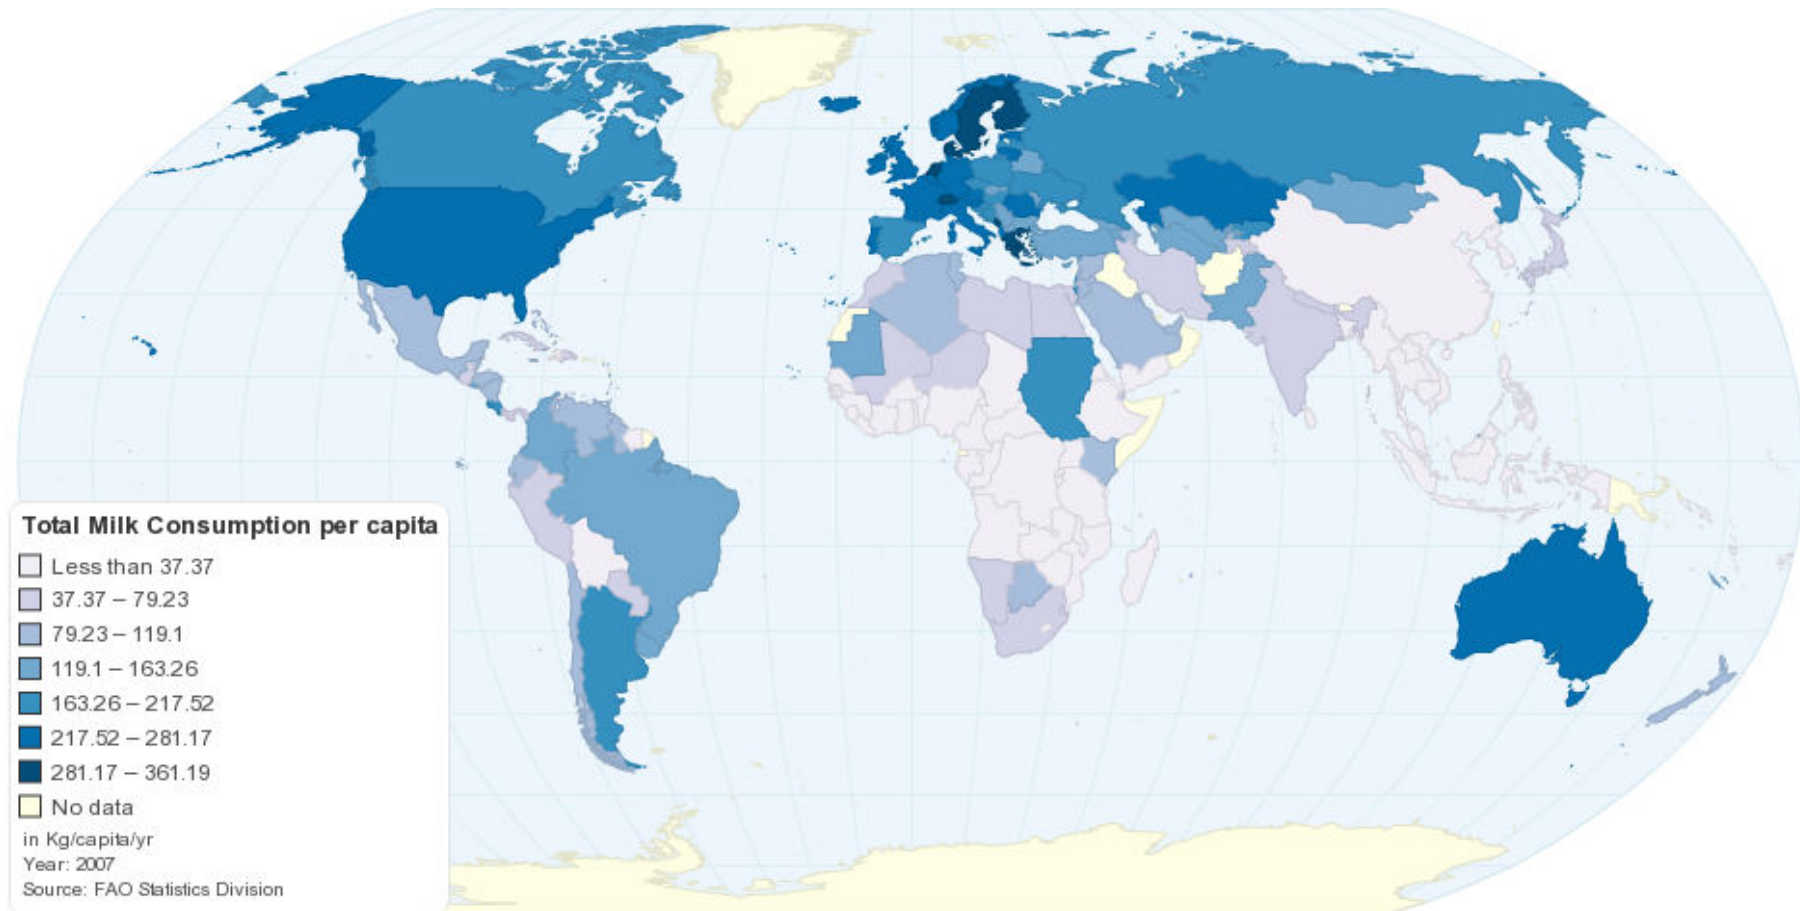 Total Milk Consumption per capita
Less than 37.37
37.37 – 79.23
79.23 – 119.1
119.1 – 163.26
163.26 – 217.52
217.52 – 281.17
281.17 – 361.19
No data
in Kg/capita/yr
Year: 2007
Source: FAO Statistics Division